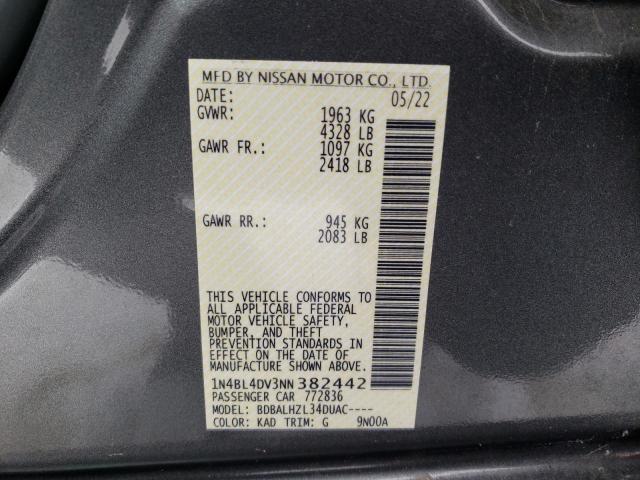 MFD BY NISSAN MOTOR CO., LTD.
DATE: 05/22
GVWR: 1963 KG
4328 LB
GAWR FR.: 1097 KG
2418 LB
GAWR RR.: 945 KG
2083 LB
THIS VEHICLE CONFORMS TO
ALL APPLICABLE FEDERAL
MOTOR VEHICLE SAFETY,
BUMPER, AND THEFT
PREVENTION STANDARDS IN
EFFECT ON THE DATE OF
MANUFACTURE SHOWN ABOVE.
1N4BL4DV3NN382442
PASSENGER CAR 772836
MODEL: BDBALHZL34DUAC----
COLOR: KAD TRIM: G 9N00A